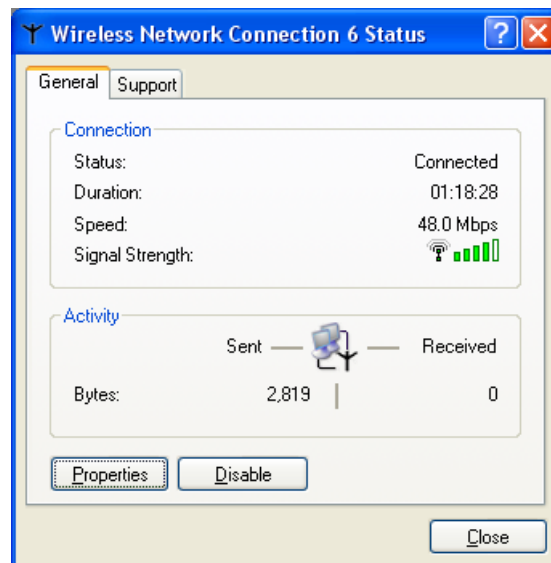 Wireless Network Connection 6 Status
General Support
Connection
Status: Connected
Duration: 01:18:28
Speed: 48.0 Mbps
Signal Strength:
Activity
Sent Received
Bytes: 2,819 0
Properties Disable
Close